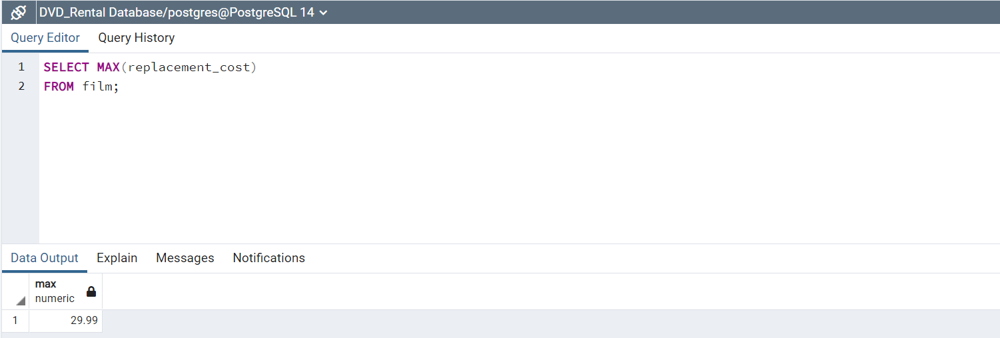 DVD_Rental Database/postgres@PostgreSQL 14
Query Editor Query History
1 SELECT MAX(replacement_cost)
2 FROM film;
Data Output Explain Messages Notifications
max
numeric
1 29.99